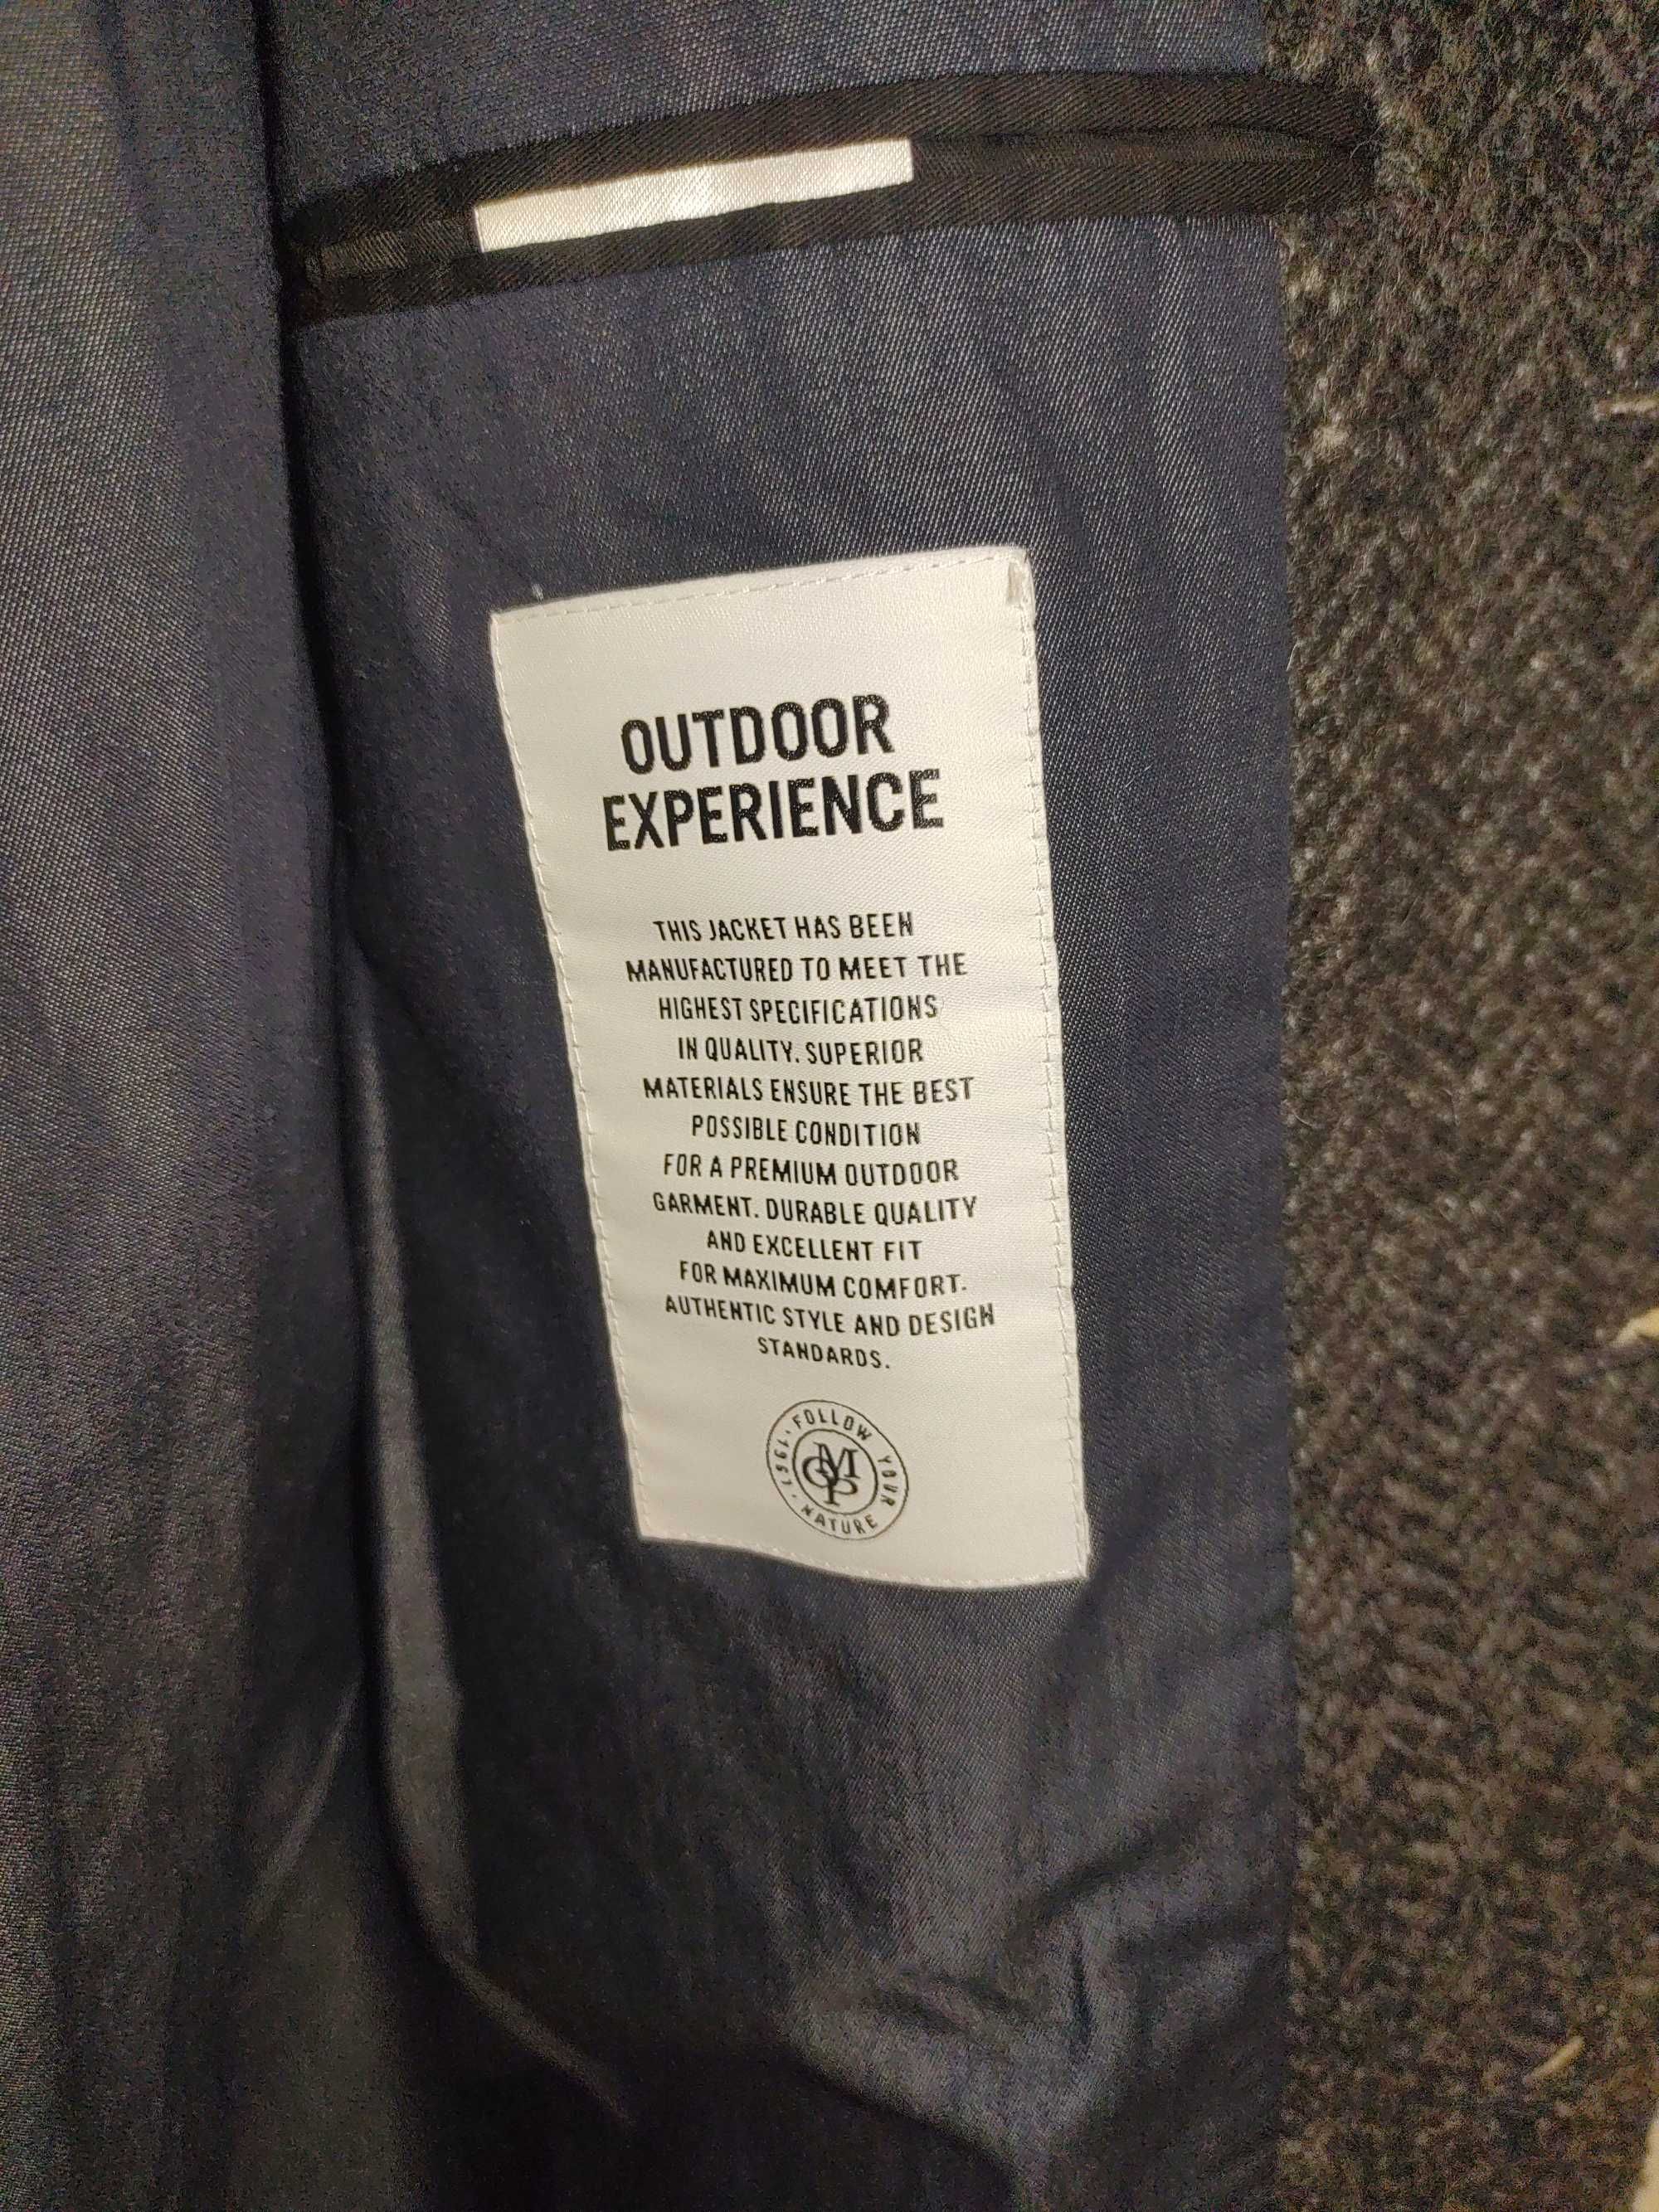 OUTDOOR
EXPERIENCE
THIS JACKET HAS BEEN
MANUFACTURED TO MEET THE
HIGHEST SPECIFICATIONS
IN QUALITY. SUPERIOR
MATERIALS ENSURE THE BEST
POSSIBLE CONDITION
FOR A PREMIUM OUTDOOR
GARMENT. DURABLE QUALITY
AND EXCELLENT FIT
FOR MAXIMUM COMFORT.
AUTHENTIC STYLE AND DESIGN
STANDARDS.
FOLLOW YOUR NATURE · 1967 ·
MOP